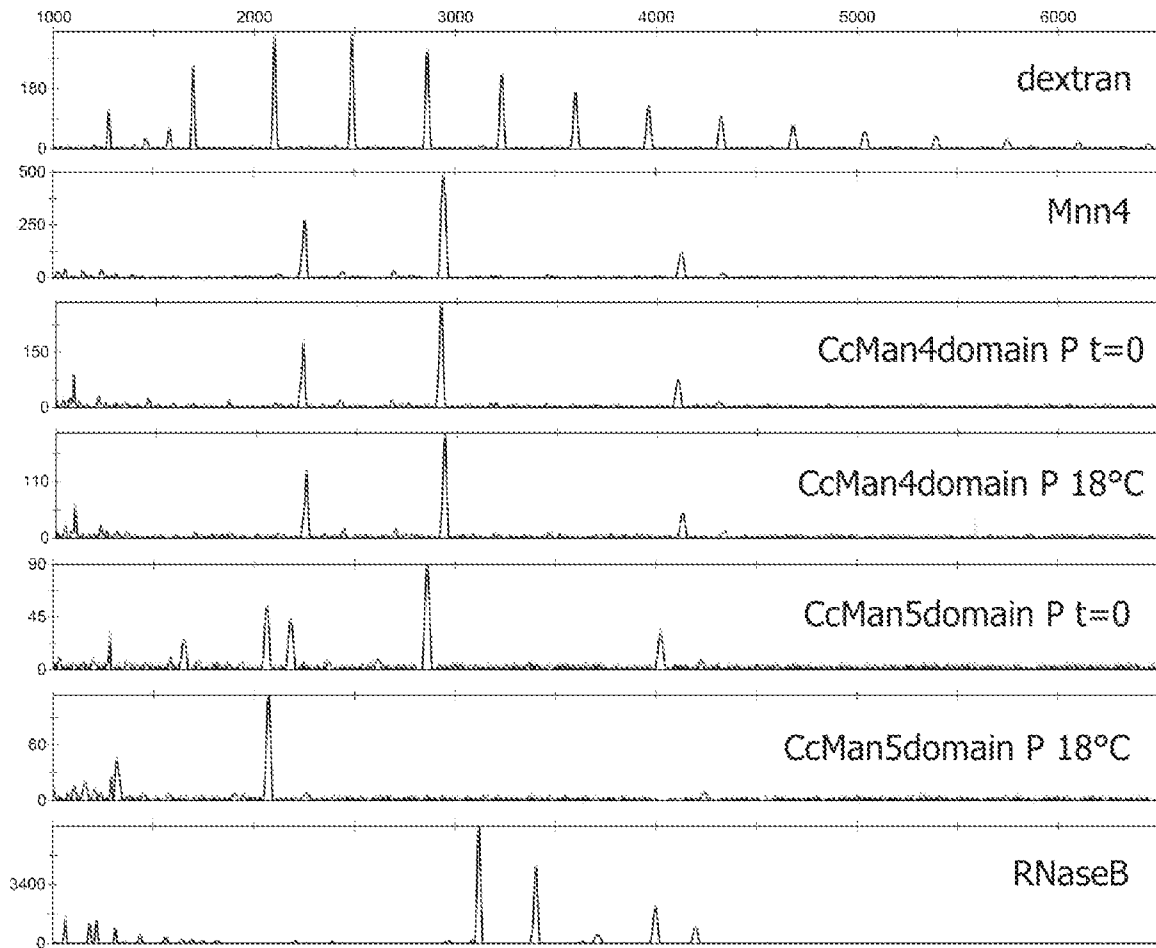 1000 2000 3000 4000 5000 6000
dextran
180
0
500
Mnn4
250
0
CcMan4domain P t=0
150
0
CcMan4domain P 18°C
110
0
90
CcMan5domain P t=0
45
0
CcMan5domain P 18°C
60
0
RNaseB
3400
0